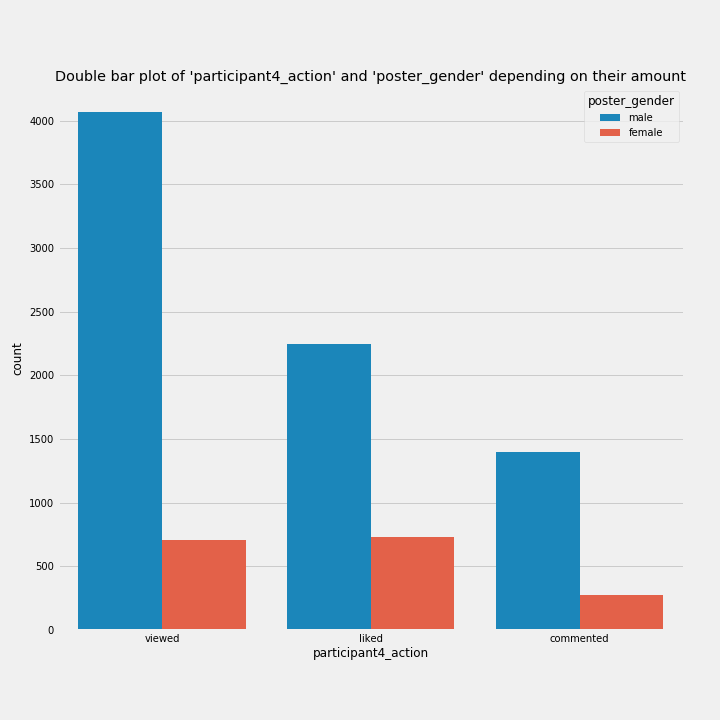 Double bar plot of 'participant4_action' and 'poster_gender' depending on their amount
poster_gender
male
female
4000
3500
3000
2500
2000
1500
1000
500
0
count
viewed
liked
commented
participant4_action